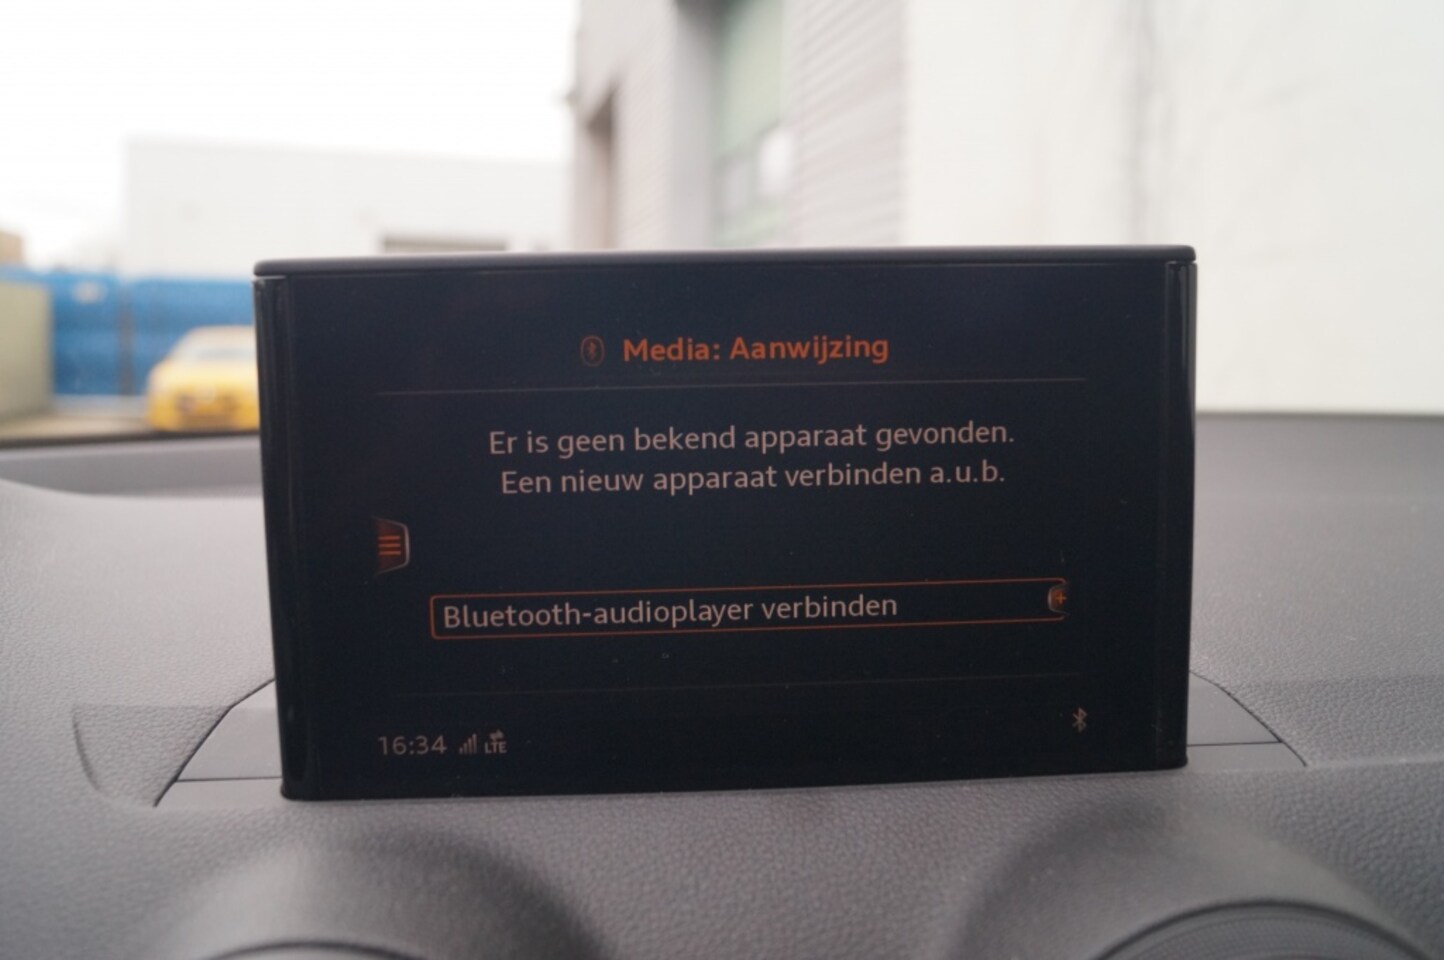 Media: Aanwijzing
Er is geen bekend apparaat gevonden.
Een nieuw apparaat verbinden a.u.b.
Bluetooth-audioplayer verbinden
16:34 LTE